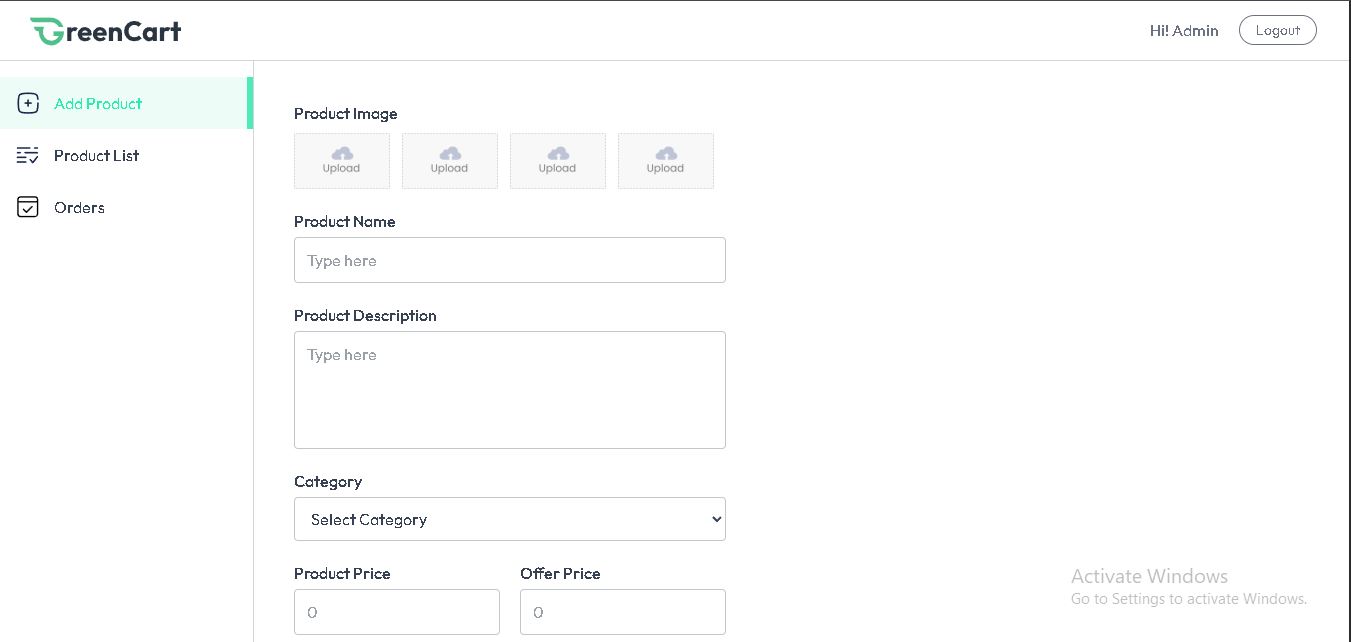 GreenCart
Hi! Admin
Logout
Add Product
Product List
Orders
Product Image
Upload Upload Upload Upload
Product Name
Type here
Product Description
Type here
Category
Select Category
Product Price Offer Price
0 0
Activate Windows
Go to Settings to activate Windows.